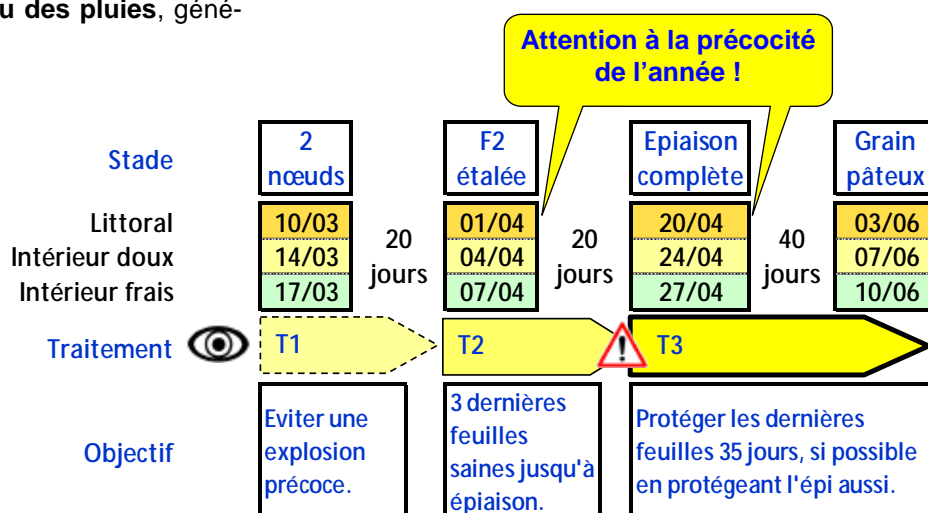 u des pluies, géné-
Attention à la précocité
de l'année !
Stade
2
nœuds
F2
étalée
Epiaison
complète
Grain
pâteux
Littoral 10/03 01/04 20/04 03/06
20
jours
20
jours
40
jours
Intérieur doux 14/03 04/04 24/04 07/06
Intérieur frais 17/03 07/04 27/04 10/06
Traitement T1 T2 T3
Objectif
Eviter une
explosion
précoce.
3 dernières
feuilles
saines jusqu'à
épiaison.
Protéger les dernières
feuilles 35 jours, si possible
en protégeant l'épi aussi.